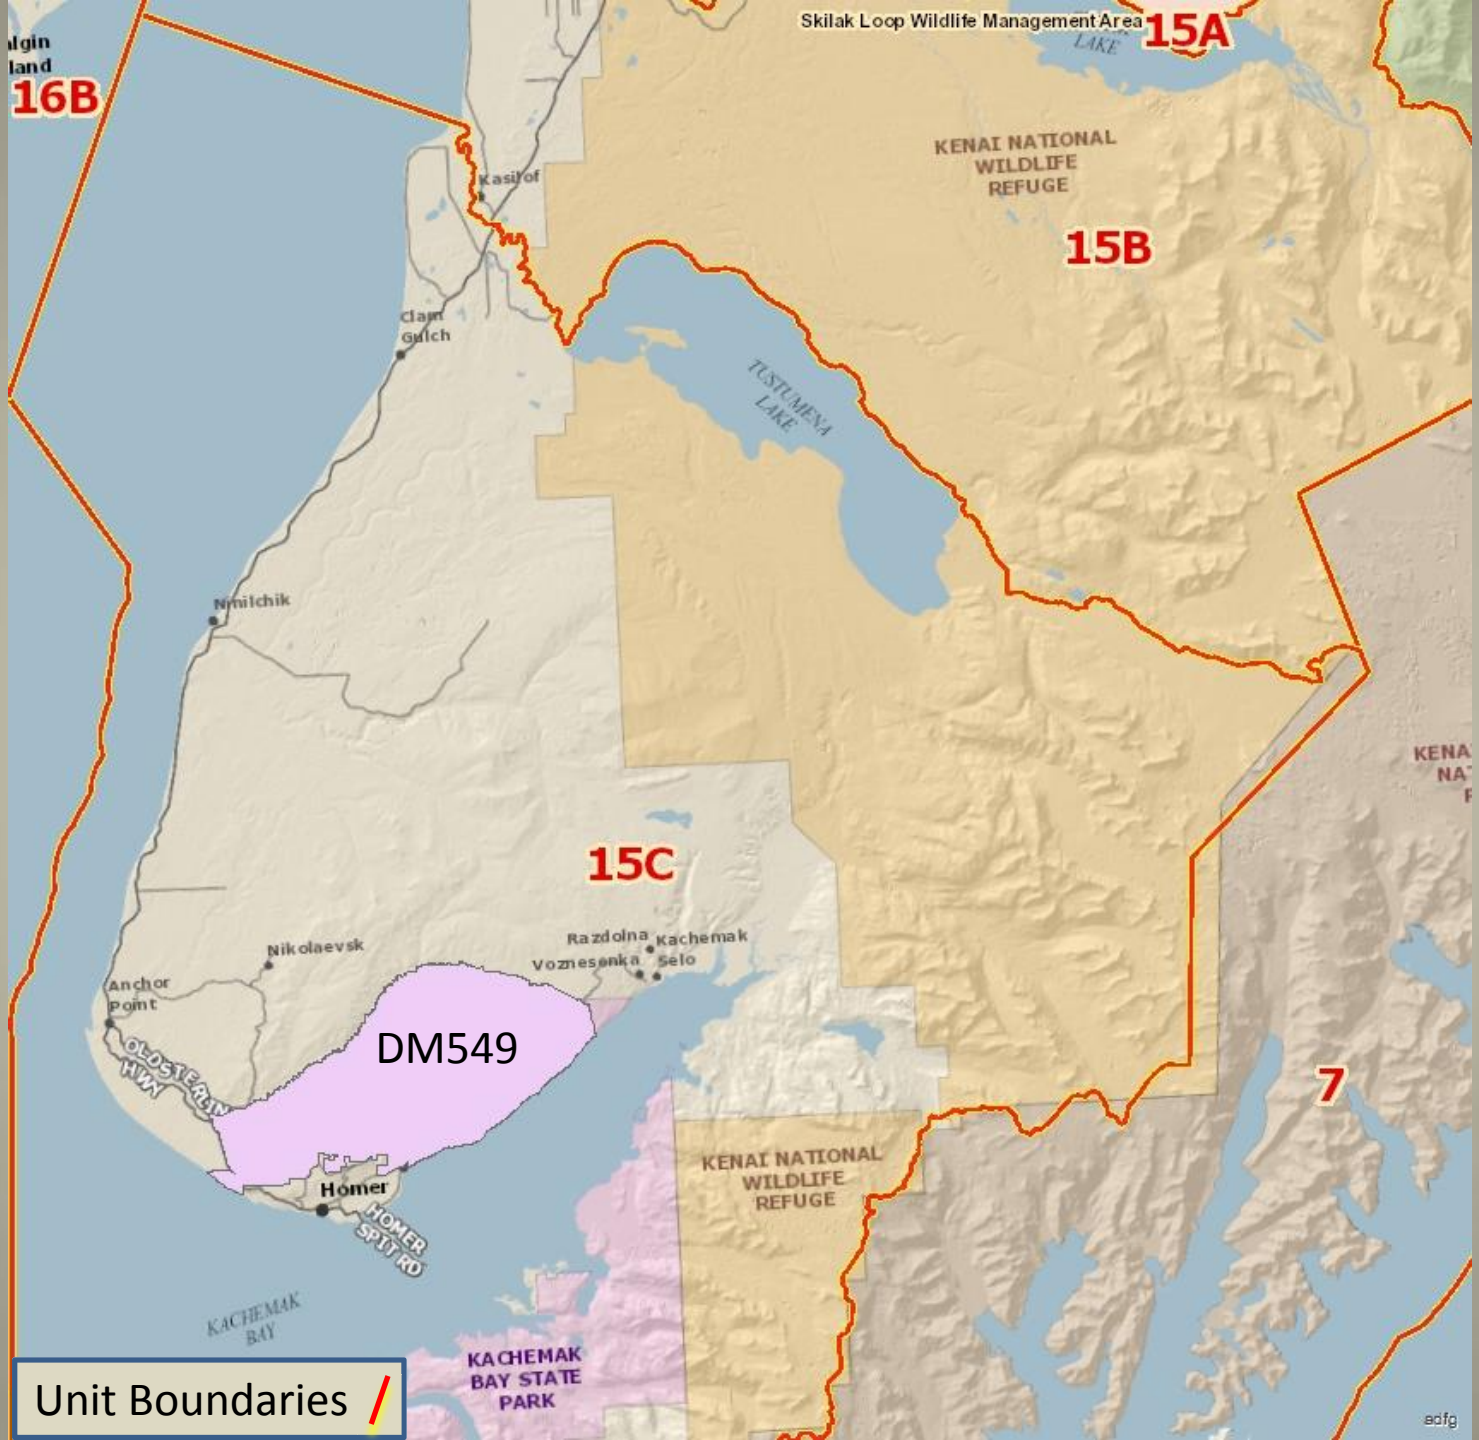 Skilak Loop Wildlife Management Area
15A
LAKE
lgin
land
16B
KENAI NATIONAL
WILDLIFE
REFUGE
15B
Kasilof
Clam
Gulch
TUSTUMENA
LAKE
Ninilchik
KENA
NAT
15C
Razdolna
Kachemak
Selo
Voznesenka
Nikolaevsk
Anchor
Point
OLD STERLIN
HWY
DM549
7
KENAI NATIONAL
WILDLIFE
REFUGE
Homer
HOMER
SPIT RD
KACHEMAK
BAY
KACHEMAK
BAY STATE
PARK
Unit Boundaries
adfg